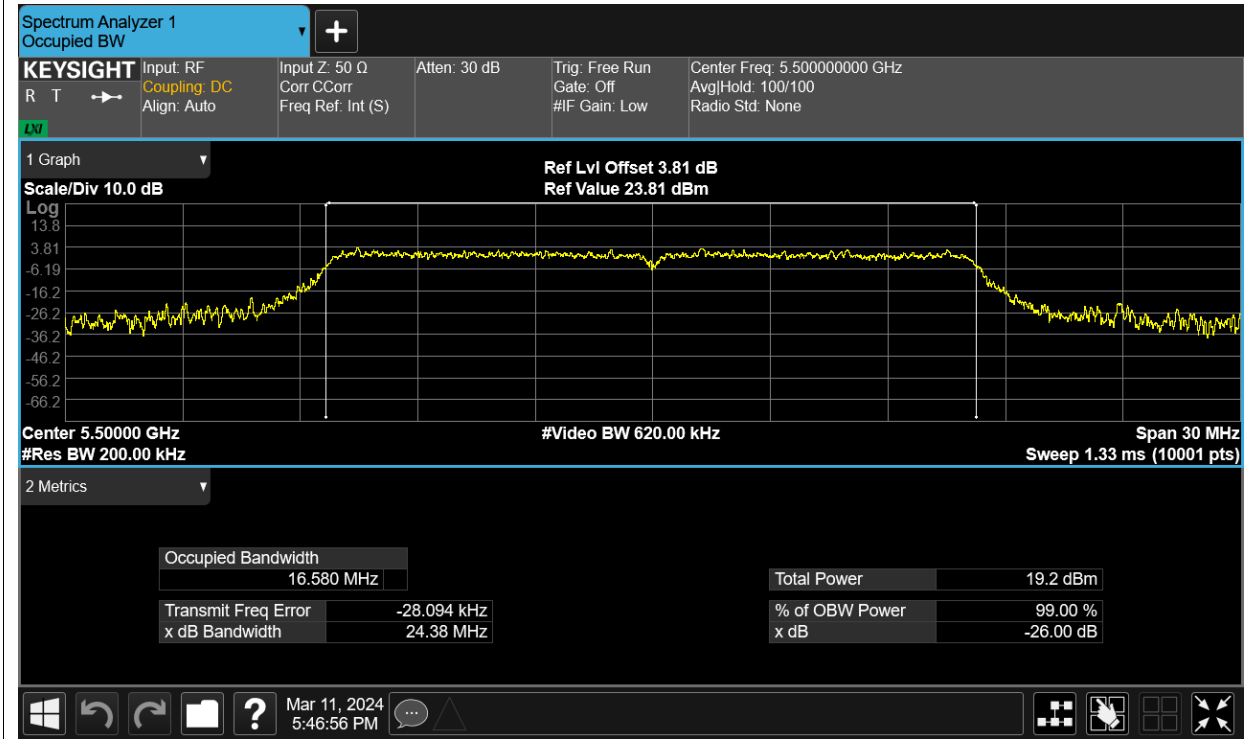 Spectrum Analyzer 1
Occupied BW
KEYSIGHT
R T
LXI
Input: RF
Coupling: DC
Align: Auto
Input Z: 50 Ω
Corr CCorr
Freq Ref: Int (S)
Atten: 30 dB
Trig: Free Run
Gate: Off
#IF Gain: Low
Center Freq: 5.500000000 GHz
Avg|Hold: 100/100
Radio Std: None
1 Graph
Scale/Div 10.0 dB
Ref Lvl Offset 3.81 dB
Ref Value 23.81 dBm
Log
13.8
3.81
-6.19
-16.2
-26.2
-36.2
-46.2
-56.2
-66.2
Center 5.50000 GHz
#Video BW 620.00 kHz
Span 30 MHz
#Res BW 200.00 kHz
Sweep 1.33 ms (10001 pts)
2 Metrics
Occupied Bandwidth
16.580 MHz
Total Power 19.2 dBm
Transmit Freq Error -28.094 kHz
% of OBW Power 99.00 %
x dB Bandwidth 24.38 MHz
x dB -26.00 dB
?
Mar 11, 2024
5:46:56 PM